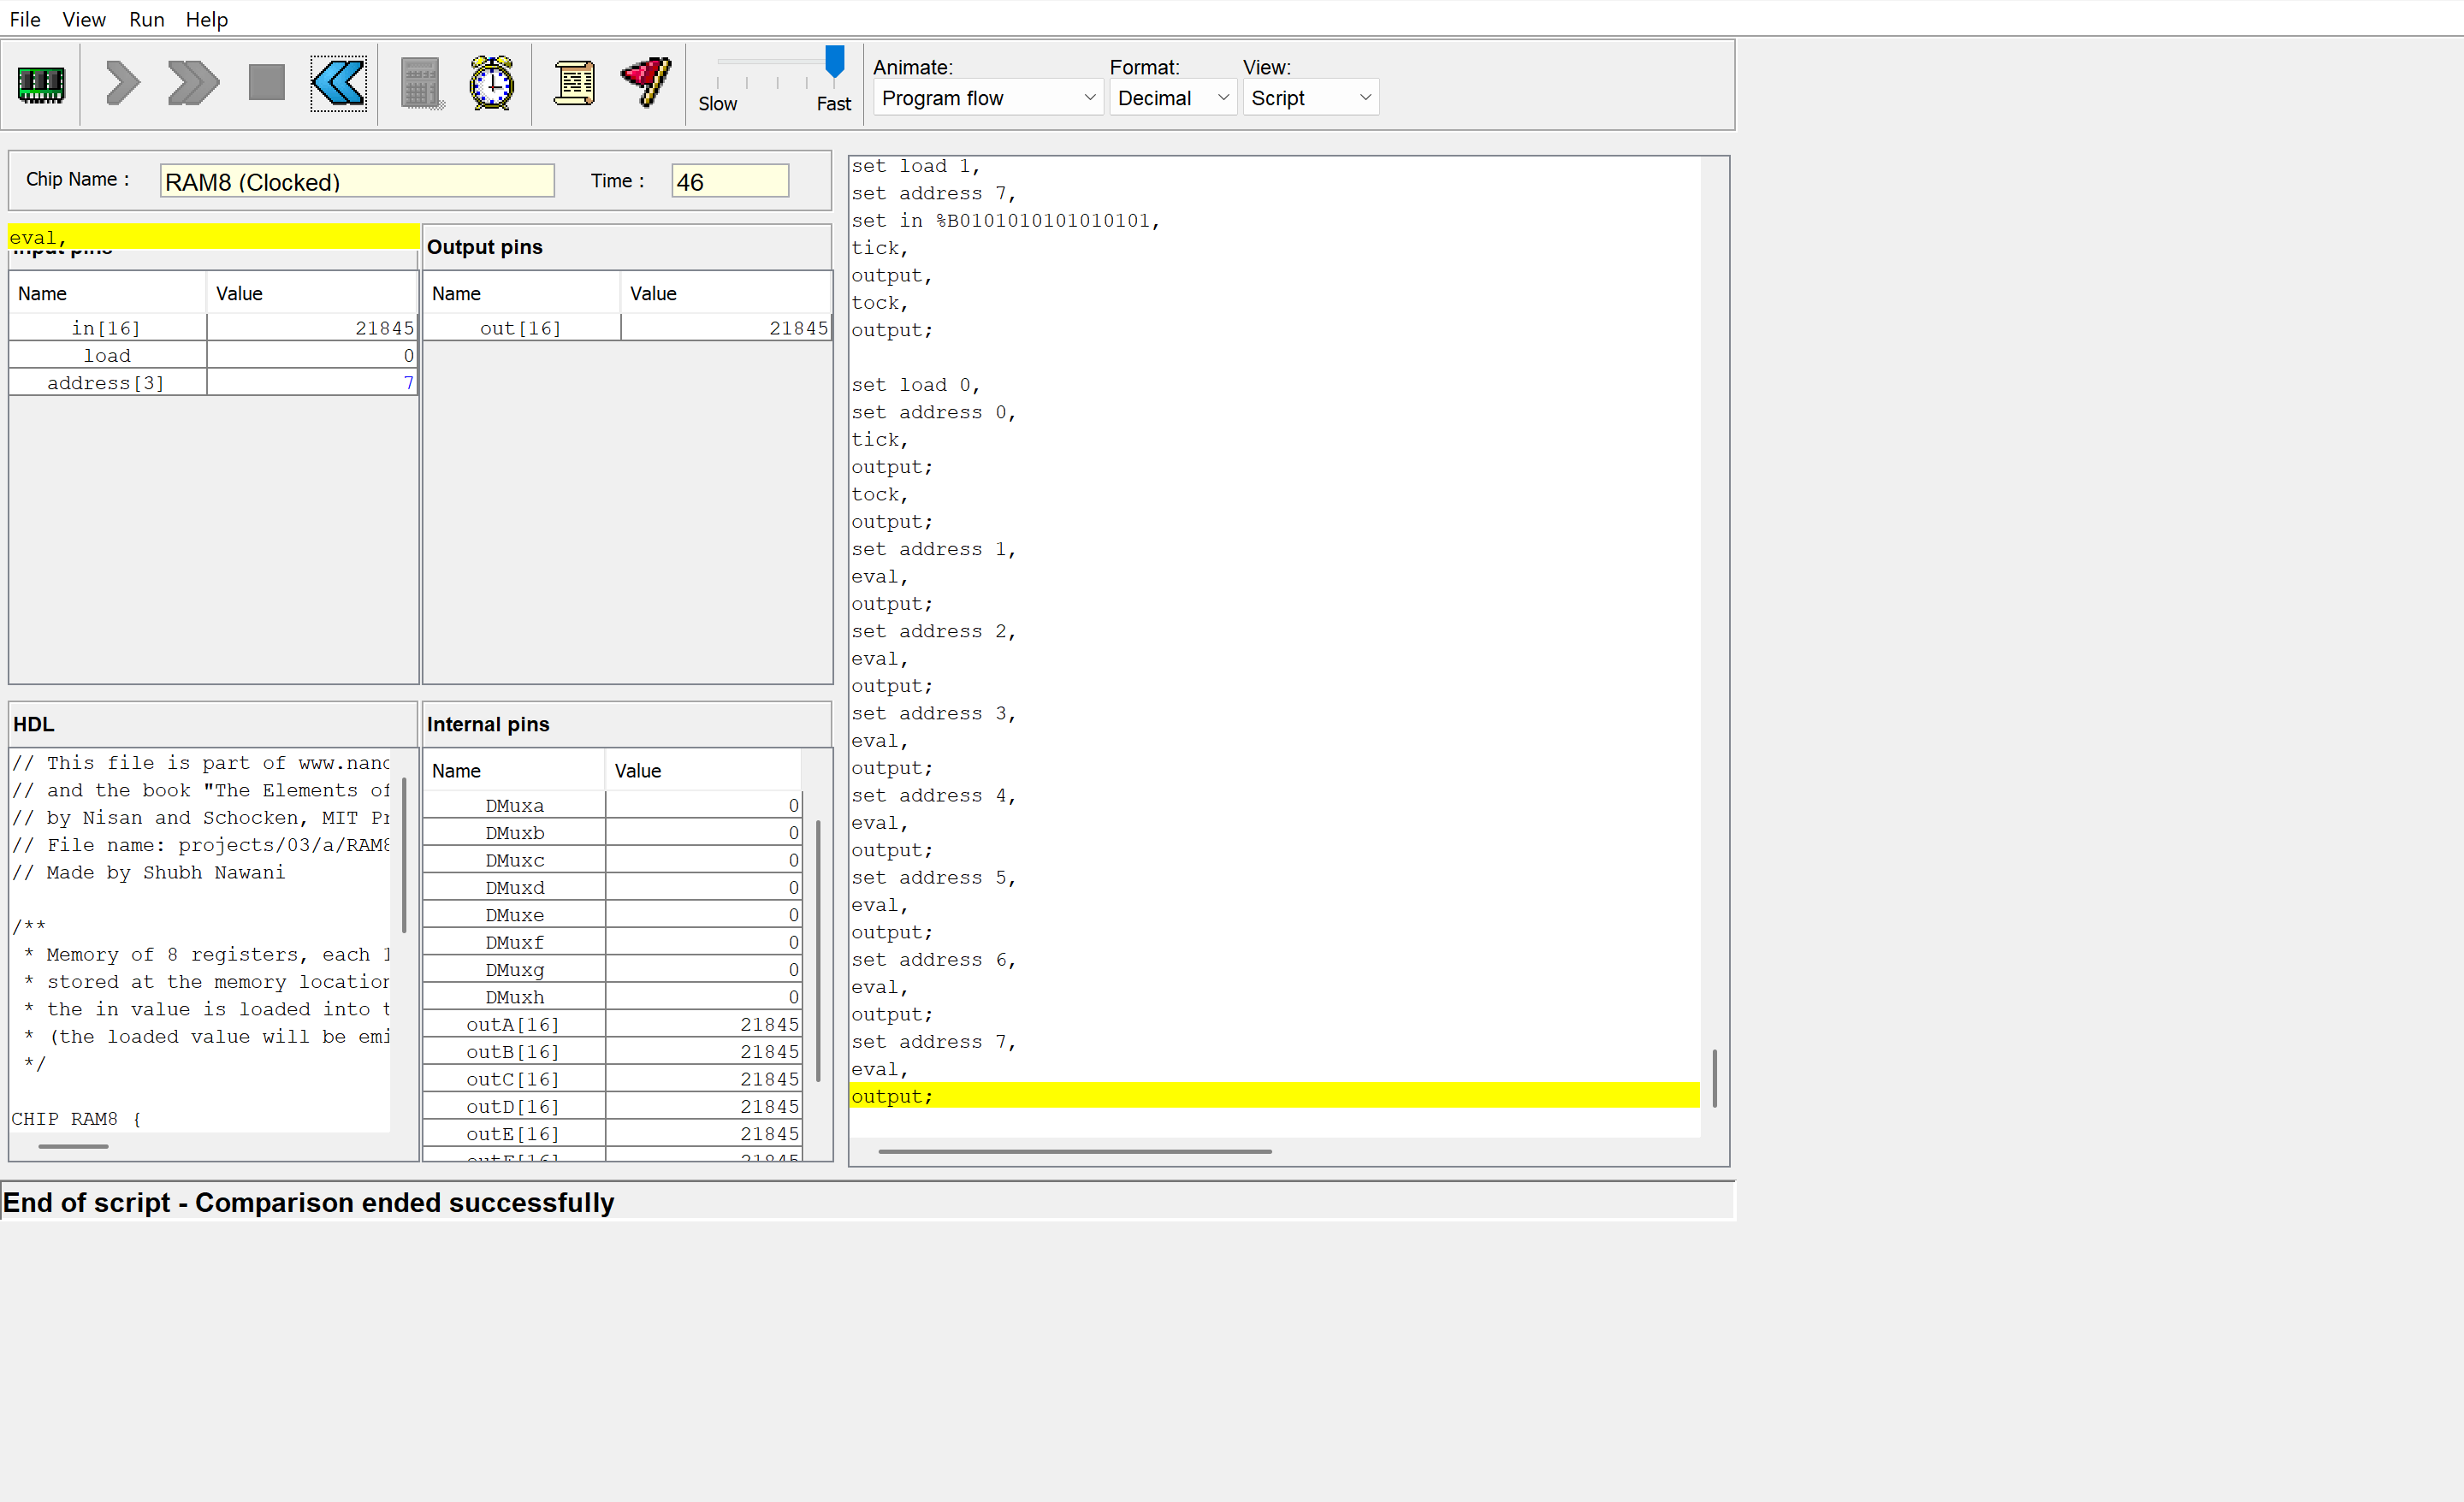 File View Run Help
Animate: Format: View:
Slow Fast Program flow Decimal Script
Chip Name : RAM8 (Clocked) Time : 46
eval,
Input pins
Name Value
in[16] 21845
load 0
address[3] 7
Output pins
Name Value
out[16] 21845
HDL
// This file is part of www.nand
// and the book "The Elements of
// by Nisan and Schocken, MIT Pr
// File name: projects/03/a/RAM8
// Made by Shubh Nawani
/**
* Memory of 8 registers, each 1
* stored at the memory location
* the in value is loaded into t
* (the loaded value will be emi
*/
CHIP RAM8 {
Internal pins
Name Value
DMuxa 0
DMuxb 0
DMuxc 0
DMuxd 0
DMuxe 0
DMuxf 0
DMuxg 0
DMuxh 0
outA[16] 21845
outB[16] 21845
outC[16] 21845
outD[16] 21845
outE[16] 21845
outF[16] 21845
set load 1,
set address 7,
set in %B0101010101010101,
tick,
output,
tock,
output;
set load 0,
set address 0,
tick,
output;
tock,
output;
set address 1,
eval,
output;
set address 2,
eval,
output;
set address 3,
eval,
output;
set address 4,
eval,
output;
set address 5,
eval,
output;
set address 6,
eval,
output;
set address 7,
eval,
output;
End of script - Comparison ended successfully